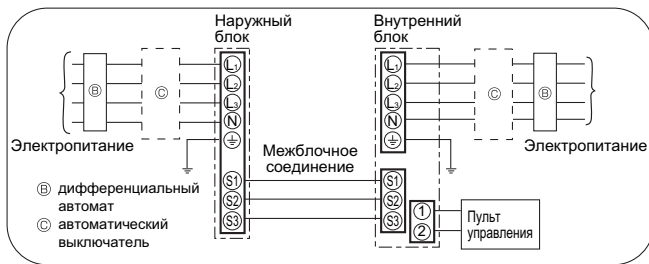 Наружный
блок
Внутренний
блок
L1
L2
L3
N
L1
L2
L3
N
B
C
C
B
Электропитание
Электропитание
Межблочное
соединение
S1
S2
S3
S1
S2
S3
1
2
Пульт
управления
B дифференциальный
автомат
C автоматический
выключатель